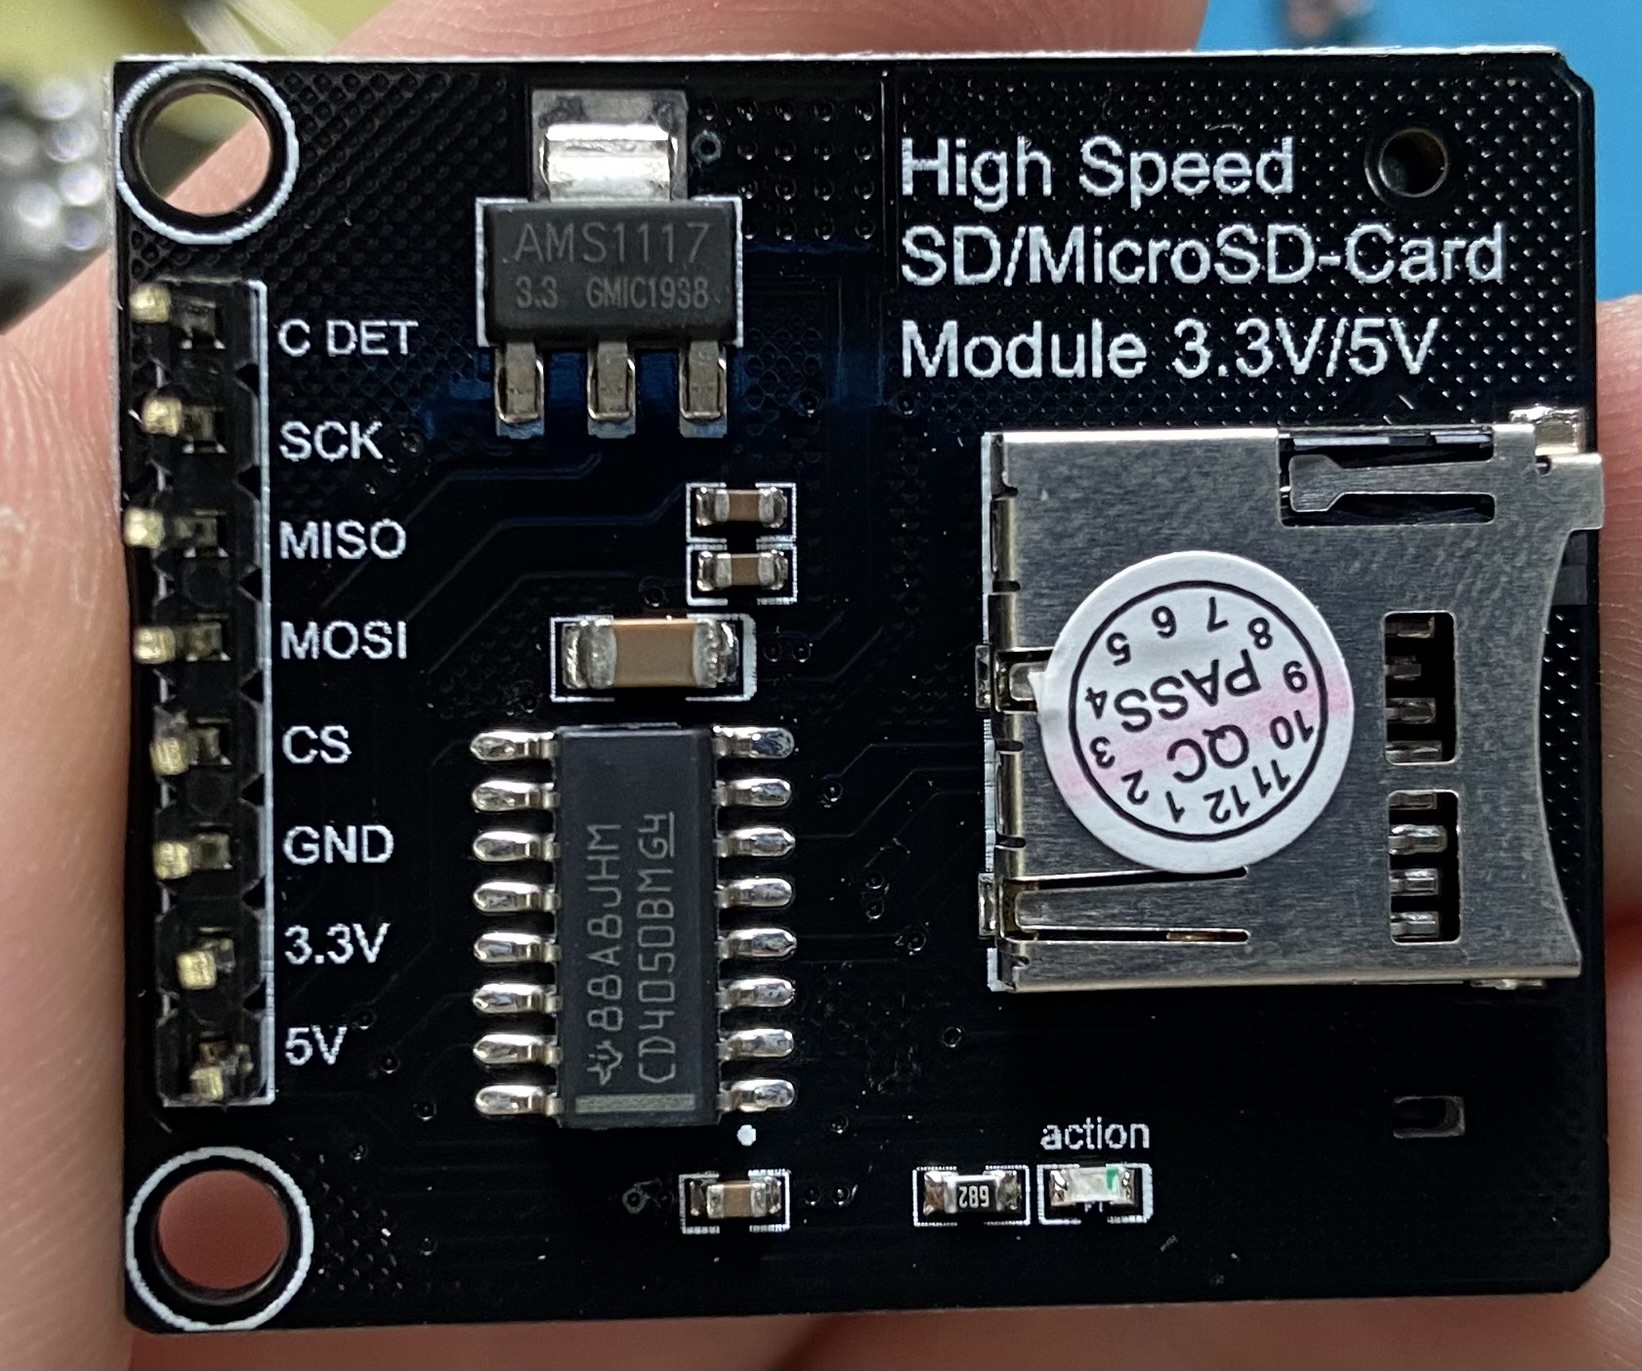 High Speed
SD/MicroSD-Card
Module 3.3V/5V
AMS1117
3.3 GMIC1938
C DET
SCK
MISO
MOSI
CS
GND
3.3V
5V
88A8JHM
CD4050BMG4
1 2 3 4 5 6 7 8 9 10 11 12
QC
PASS
action
682